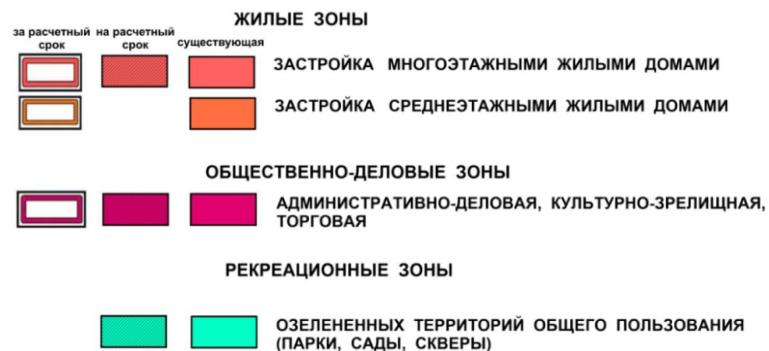 ЖИЛЫЕ ЗОНЫ
за расчетный срок
на расчетный срок
существующая
ЗАСТРОЙКА МНОГОЭТАЖНЫМИ ЖИЛЫМИ ДОМАМИ
ЗАСТРОЙКА СРЕДНЕЭТАЖНЫМИ ЖИЛЫМИ ДОМАМИ
ОБЩЕСТВЕННО-ДЕЛОВЫЕ ЗОНЫ
АДМИНИСТРАТИВНО-ДЕЛОВАЯ, КУЛЬТУРНО-ЗРЕЛИЩНАЯ,
ТОРГОВАЯ
РЕКРЕАЦИОННЫЕ ЗОНЫ
ОЗЕЛЕНЕННЫХ ТЕРРИТОРИЙ ОБЩЕГО ПОЛЬЗОВАНИЯ
(ПАРКИ, САДЫ, СКВЕРЫ)